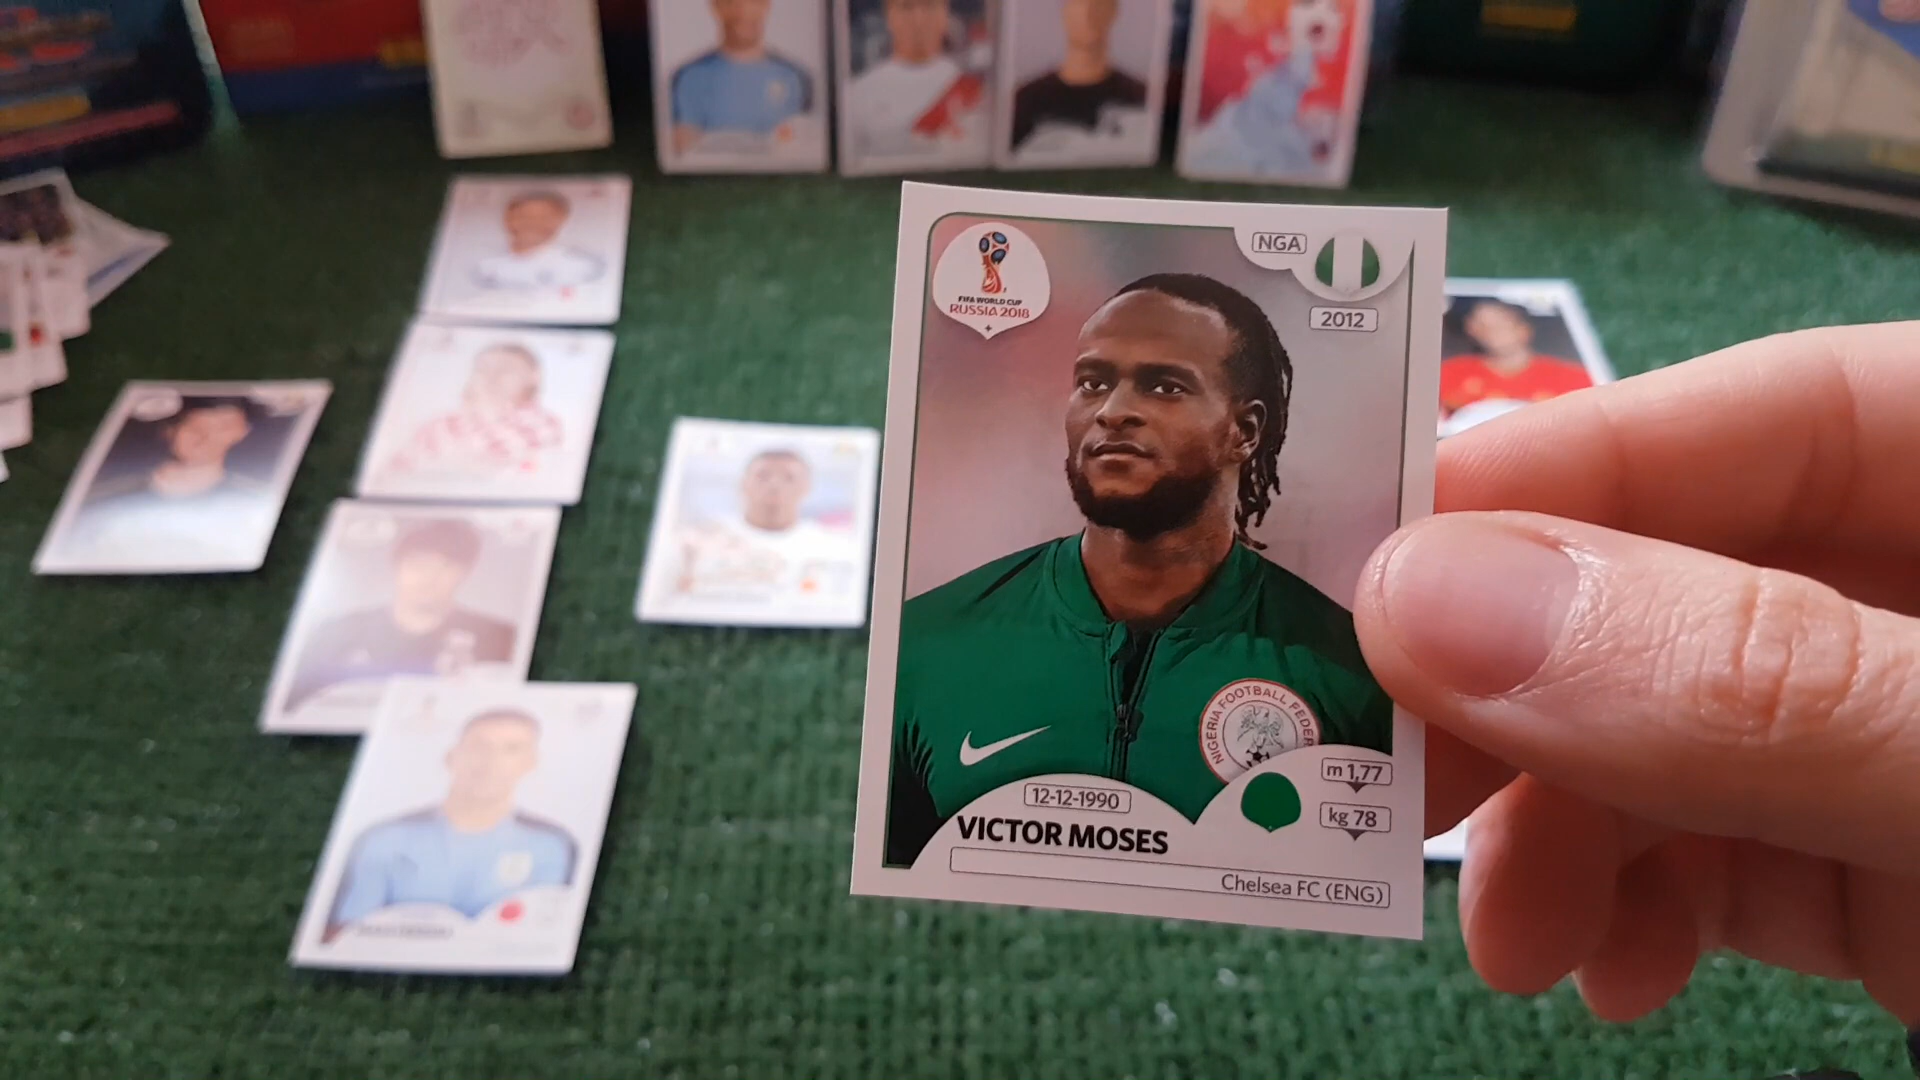 NGA
2012
FIFA WORLD CUP
RUSSIA 2018
NIGERIA FOOTBALL FEDER
m 1,77
kg 78
12-12-1990
VICTOR MOSES
Chelsea FC (ENG)